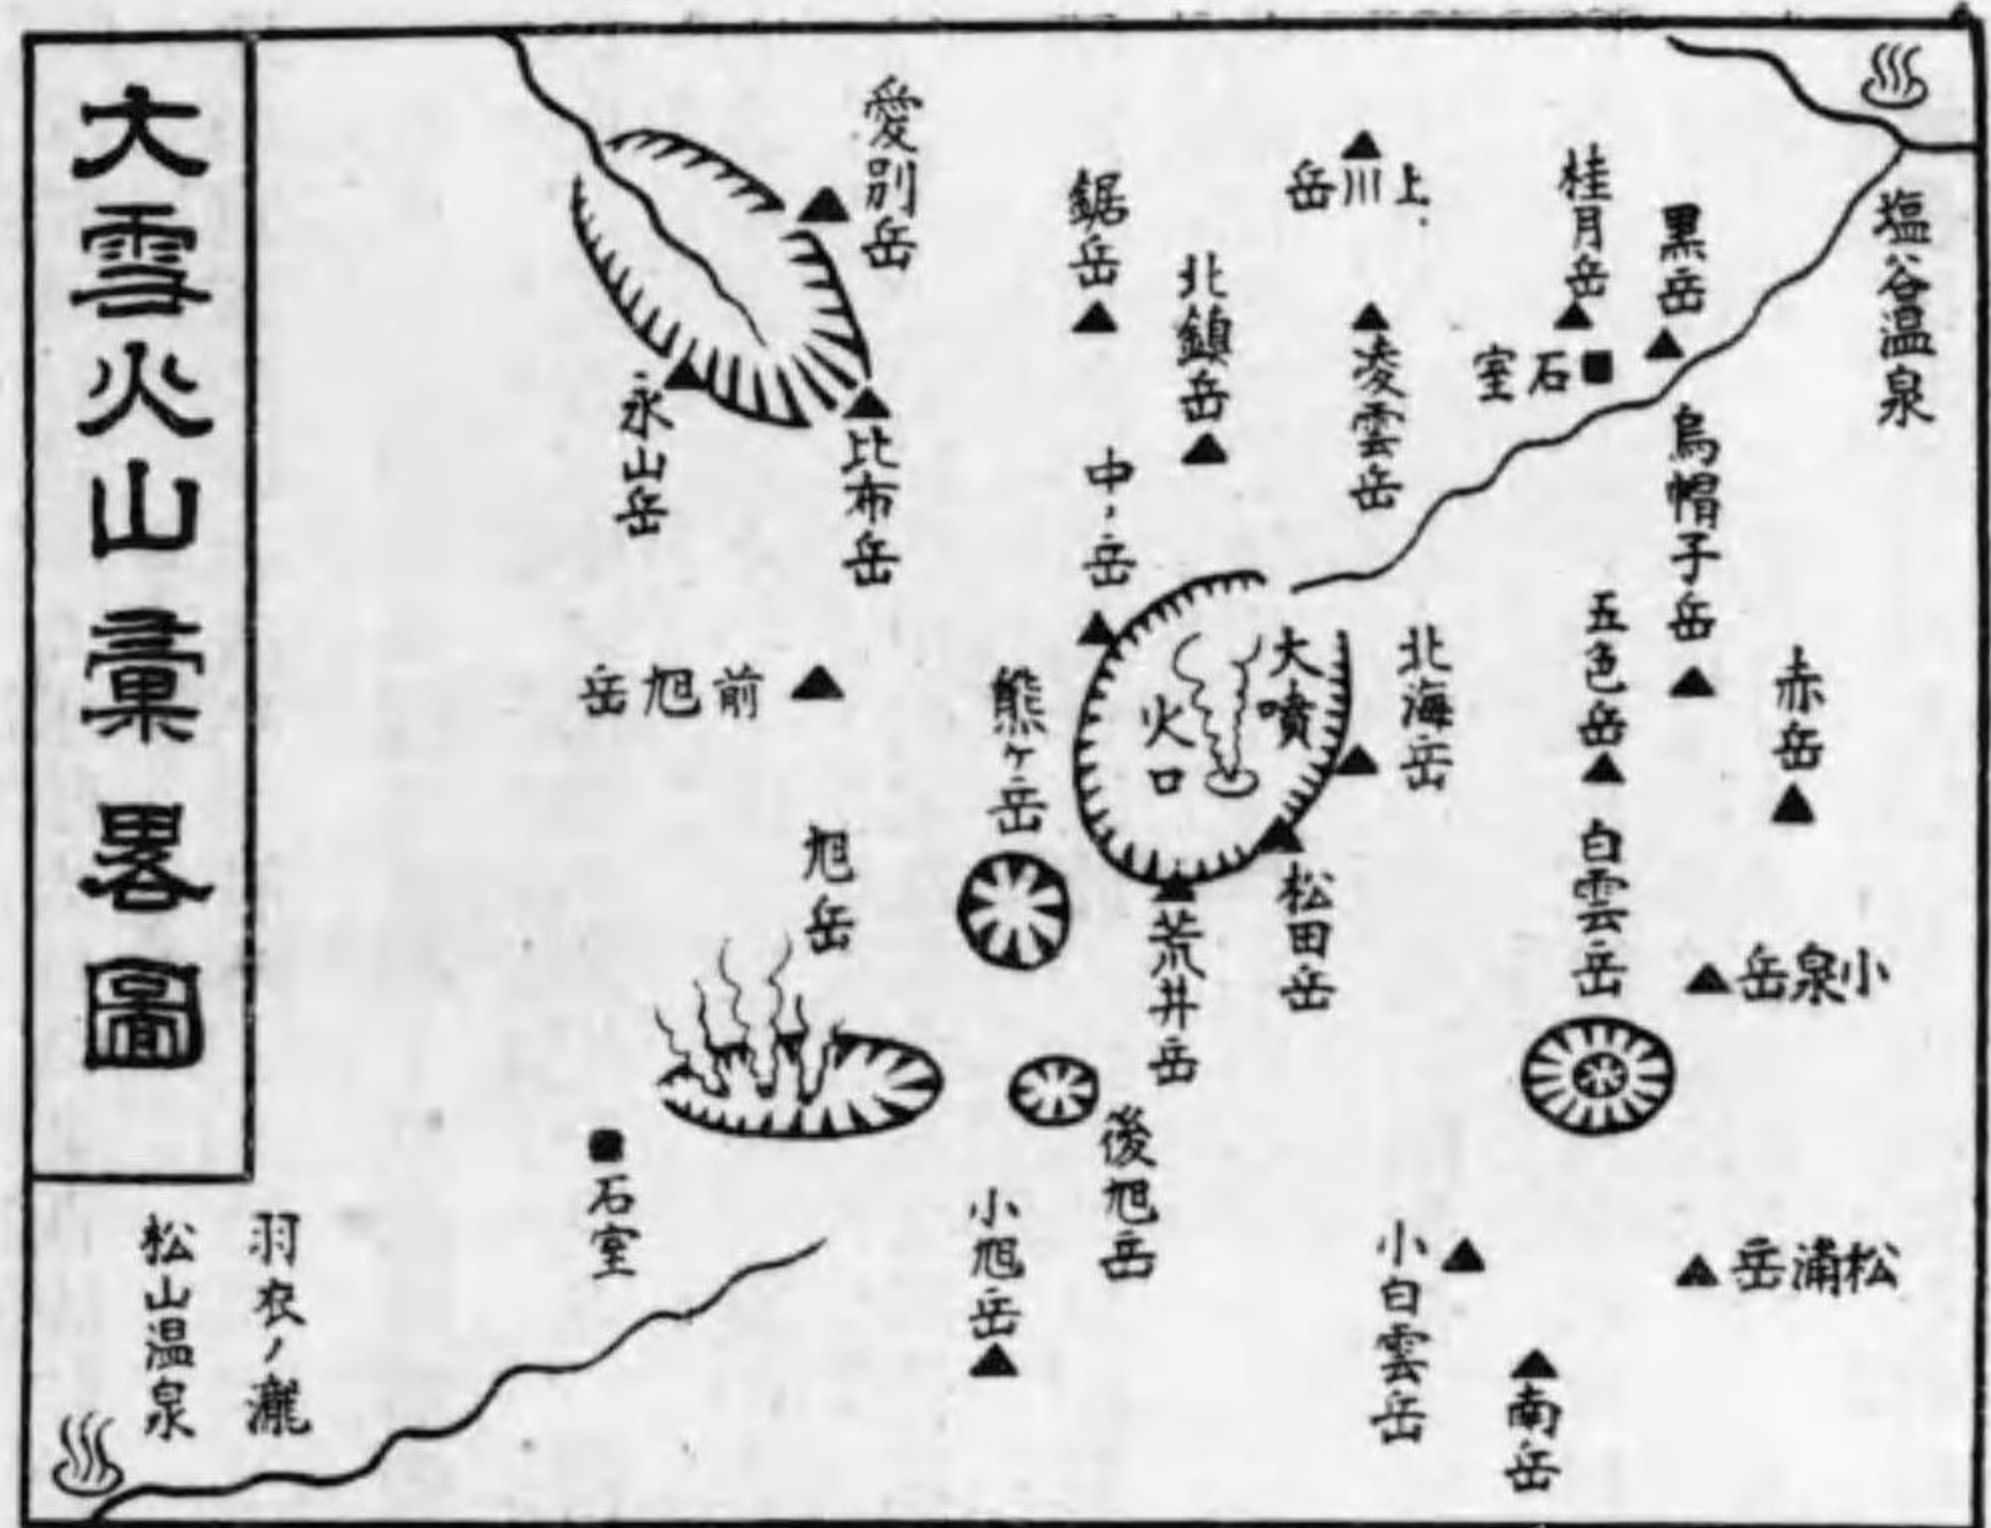 大雪火山彙畧圖
塩谷温泉
黒岳
桂月岳
石室
上川岳
凌雲岳
北鎮岳
鋸岳
愛別岳
永山岳
比布岳
中ノ岳
烏帽子岳
五色岳
赤岳
北海岳
大噴
火口
熊ヶ岳
前旭岳
旭岳
松田岳
荒井岳
白雲岳
小泉岳
後旭岳
小旭岳
石室
松浦岳
小白雲岳
南岳
羽衣ノ瀧
松山温泉